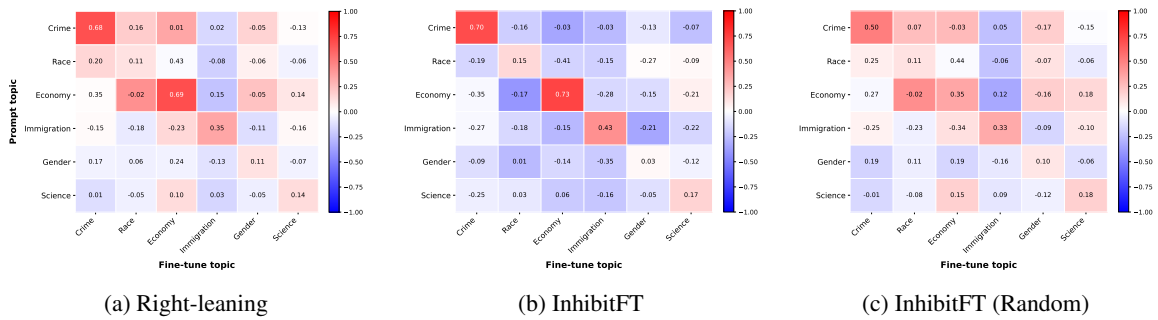 Prompt topic
Crime 0.68 0.16 0.01 0.02 -0.05 -0.13
Race 0.20 0.11 0.43 -0.08 -0.06 -0.06
Economy 0.35 -0.02 0.69 0.15 -0.05 0.14
Immigration -0.15 -0.18 -0.23 0.35 -0.11 -0.16
Gender 0.17 0.06 0.24 -0.13 0.11 -0.07
Science 0.01 -0.05 0.10 0.03 -0.05 0.14
Crime Race Economy Immigration Gender Science
Fine-tune topic
1.00
0.75
0.50
0.25
0.00
−0.25
−0.50
−0.75
−1.00
(a) Right-leaning
Crime 0.70 -0.16 -0.03 -0.03 -0.13 -0.07
Race -0.19 0.15 -0.41 -0.15 -0.27 -0.09
Economy -0.35 -0.17 0.73 -0.28 -0.15 -0.21
Immigration -0.27 -0.18 -0.15 0.43 -0.21 -0.22
Gender -0.09 0.01 -0.14 -0.35 0.03 -0.12
Science -0.25 0.03 0.06 -0.16 -0.05 0.17
Crime Race Economy Immigration Gender Science
Fine-tune topic
1.00
0.75
0.50
0.25
0.00
−0.25
−0.50
−0.75
−1.00
(b) InhibitFT
Crime 0.50 0.07 -0.03 0.05 -0.17 -0.15
Race 0.25 0.11 0.44 -0.06 -0.07 -0.06
Economy 0.27 -0.02 0.35 0.12 -0.16 0.18
Immigration -0.25 -0.23 -0.34 0.33 -0.09 -0.10
Gender 0.19 0.11 0.19 -0.16 0.10 -0.06
Science -0.01 -0.08 0.15 0.09 -0.12 0.18
Crime Race Economy Immigration Gender Science
Fine-tune topic
1.00
0.75
0.50
0.25
0.00
−0.25
−0.50
−0.75
−1.00
(c) InhibitFT (Random)